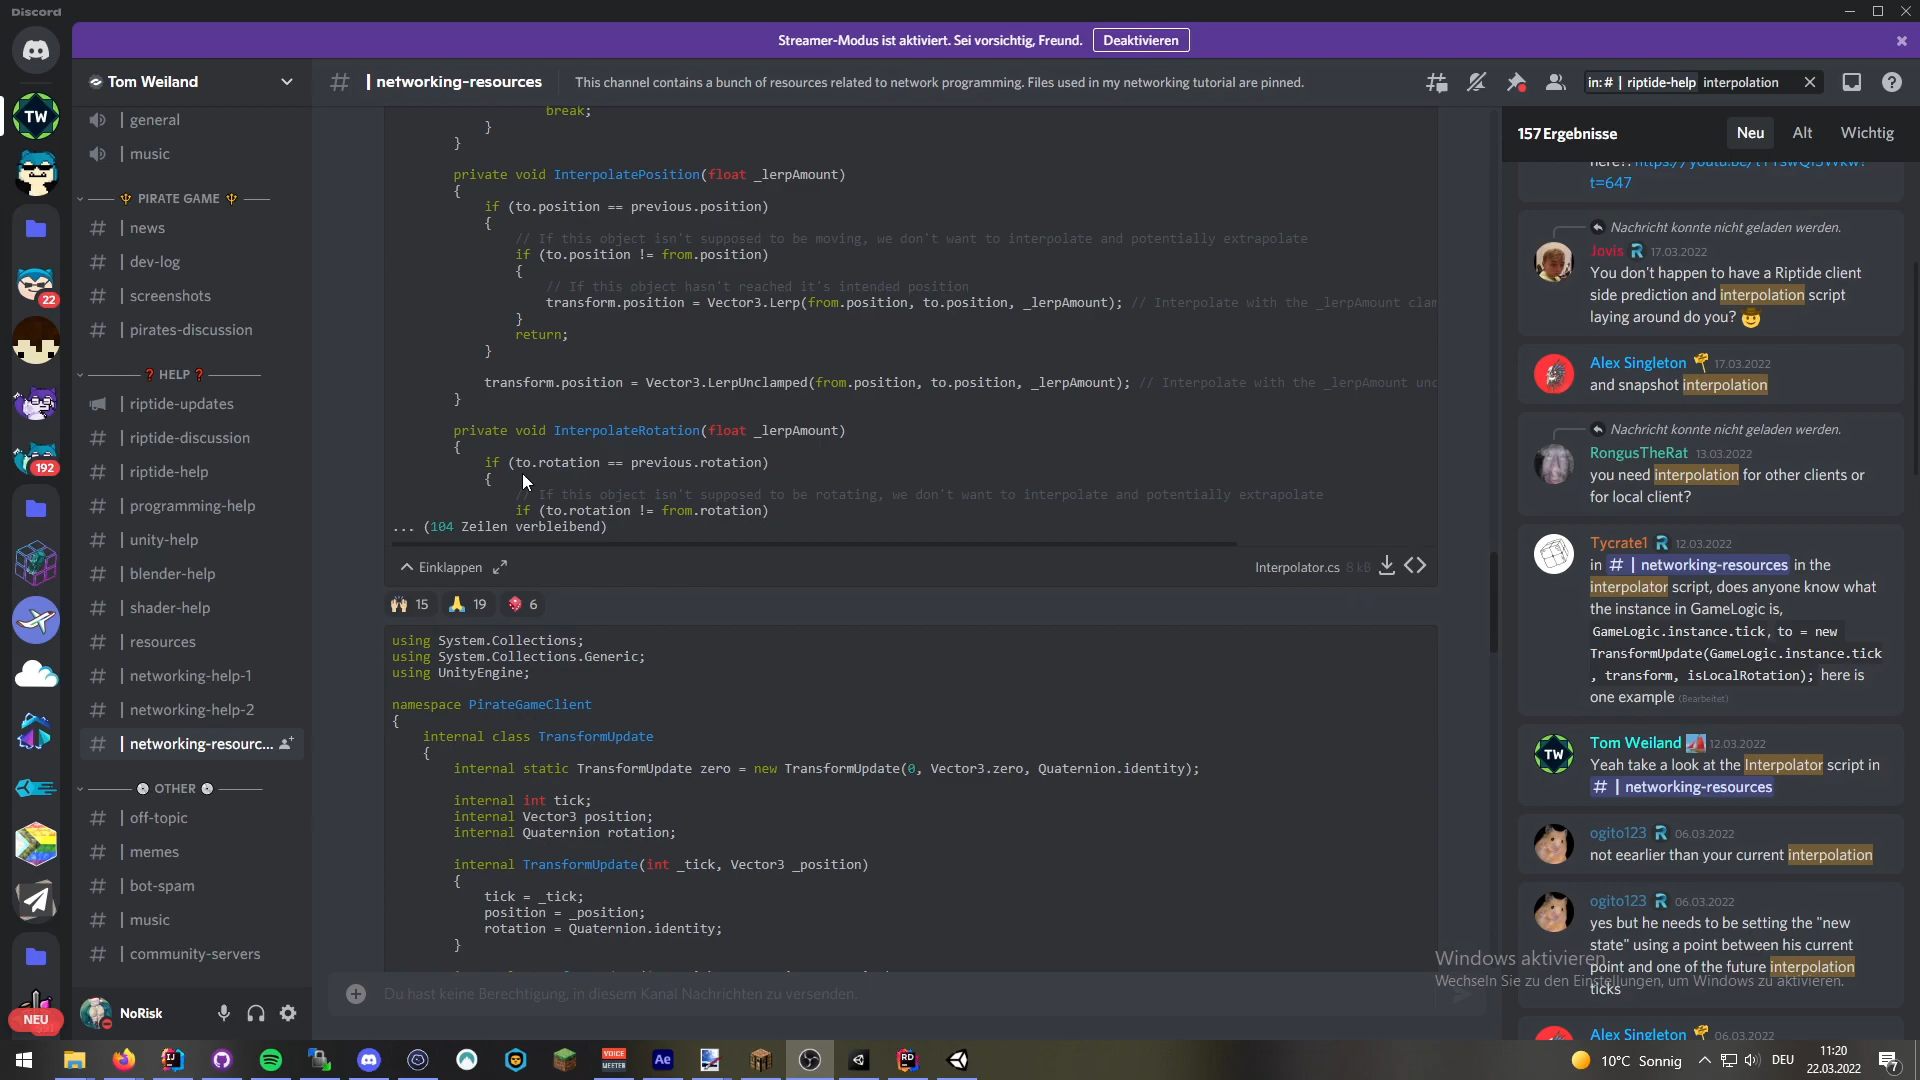 Discord
Streamer-Modus ist aktiviert. Sei vorsichtig, Freund.
Deaktivieren
Tom Weiland
| networking-resources
This channel contains a bunch of resources related to network programming. Files used in my networking tutorial are pinned.
in:# | riptide-help interpolation
TW
22
192
NEU
| general
| music
PIRATE GAME
| news
| dev-log
| screenshots
| pirates-discussion
❓ HELP ❓
| riptide-updates
| riptide-discussion
| riptide-help
| programming-help
| unity-help
| blender-help
| shader-help
| resources
| networking-help-1
| networking-help-2
| networking-resourc...
OTHER
| off-topic
| memes
| bot-spam
| music
| community-servers
NoRisk
break;
}
}
private void InterpolatePosition(float _lerpAmount)
{
if (to.position == previous.position)
{
// If this object isn't supposed to be moving, we don't want to interpolate and potentially extrapolate
if (to.position != from.position)
{
// If this object hasn't reached it's intended position
transform.position = Vector3.Lerp(from.position, to.position, _lerpAmount); // Interpolate with the _lerpAmount clam
}
return;
}
transform.position = Vector3.LerpUnclamped(from.position, to.position, _lerpAmount); // Interpolate with the _lerpAmount unc
}
private void InterpolateRotation(float _lerpAmount)
{
if (to.rotation == previous.rotation)
{
// If this object isn't supposed to be rotating, we don't want to interpolate and potentially extrapolate
if (to.rotation != from.rotation)
... (104 Zeilen verbleibend)
Einklappen
Interpolator.cs 8 kB
15
19
6
using System.Collections;
using System.Collections.Generic;
using UnityEngine;
namespace PirateGameClient
{
internal class TransformUpdate
{
internal static TransformUpdate zero = new TransformUpdate(0, Vector3.zero, Quaternion.identity);
internal int tick;
internal Vector3 position;
internal Quaternion rotation;
internal TransformUpdate(int _tick, Vector3 _position)
{
tick = _tick;
position = _position;
rotation = Quaternion.identity;
}
Du hast keine Berechtigung, in diesem Kanal Nachrichten zu versenden.
157 Ergebnisse
Neu
Alt
Wichtig
t=647
Nachricht konnte nicht geladen werden.
Jovis 17.03.2022
You don't happen to have a Riptide client
side prediction and interpolation script
laying around do you? 🤠
Alex Singleton 17.03.2022
and snapshot interpolation
Nachricht konnte nicht geladen werden.
RongusTheRat 13.03.2022
you need interpolation for other clients or
for local client?
Tycrate1 12.03.2022
in # | networking-resources in the
interpolator script, does anyone know what
the instance in GameLogic is,
GameLogic.instance.tick, to = new
TransformUpdate(GameLogic.instance.tick
, transform, isLocalRotation); here is
one example (Bearbeitet)
Tom Weiland 12.03.2022
Yeah take a look at the Interpolator script in
# | networking-resources
ogito123 06.03.2022
not eearlier than your current interpolation
ogito123 06.03.2022
yes but he needs to be setting the "new
state" using a point between his current
point and one of the future interpolation
ticks
Alex Singleton 06.03.2022
Windows aktivieren
Wechseln Sie zu den Einstellungen, um Windows zu aktivieren.
VOICE
MEETER
Ae
RD
10°C Sonnig
DEU
11:20
22.03.2022
7